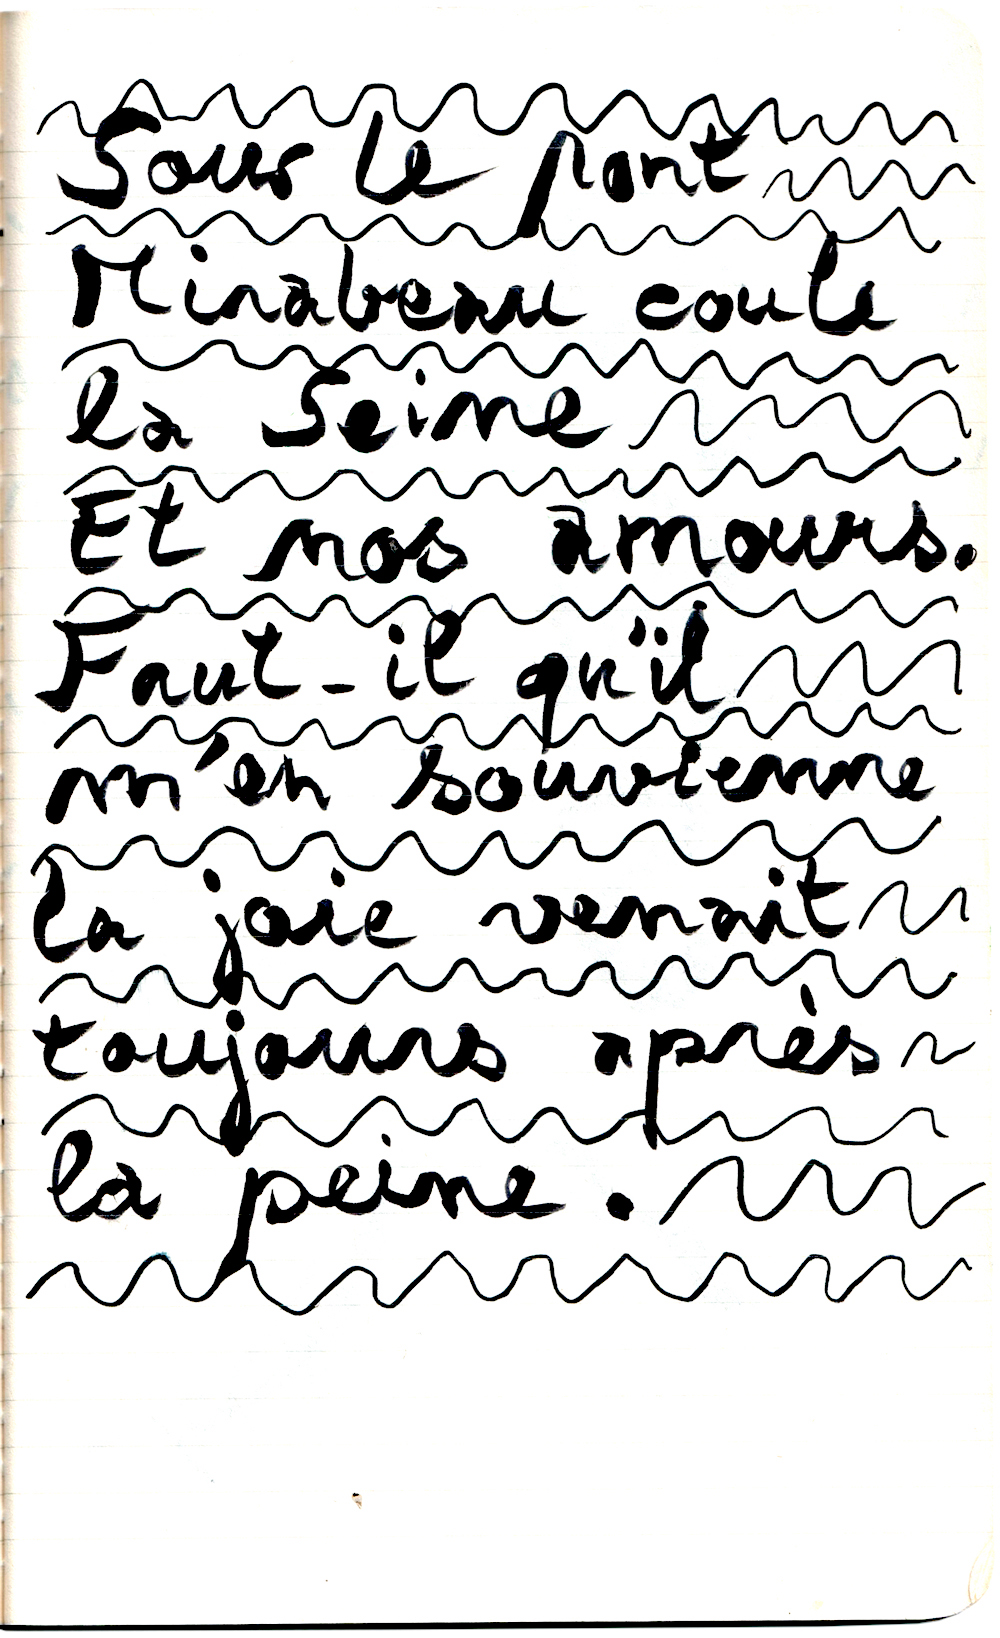 Sous le pont
Mirabeau coule
la Seine
Et nos amours.
Faut-il qu'il
m'en souvienne
la joie venait
toujours après
la peine.